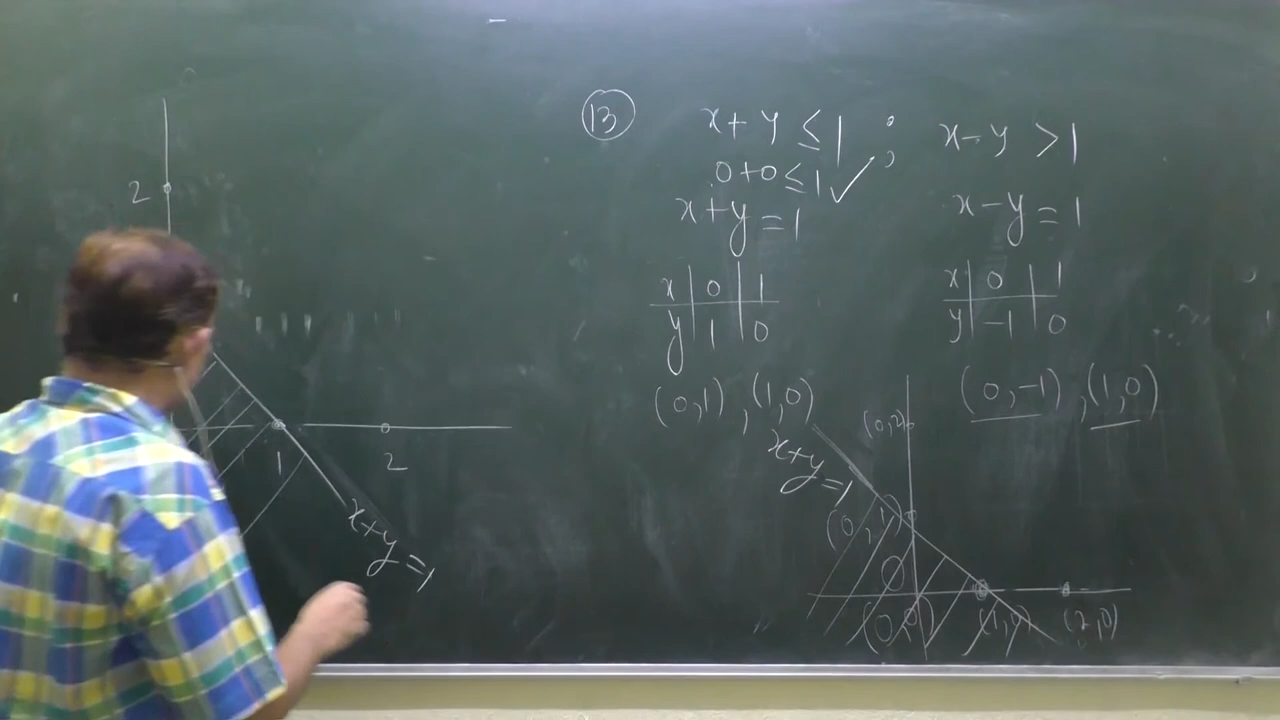 2
1
2
x+y=1
13
x+y ≤ 1 ;
0+0 ≤ 1 ✓
x+y = 1
x | 0 | 1
y | 1 | 0
(0,1), (1,0)
x-y > 1
x-y = 1
x | 0 | 1
y | -1 | 0
(0,-1), (1,0)
(0,2)
x+y=1
(0,1)
(0,0)
(1,0)
(2,0)